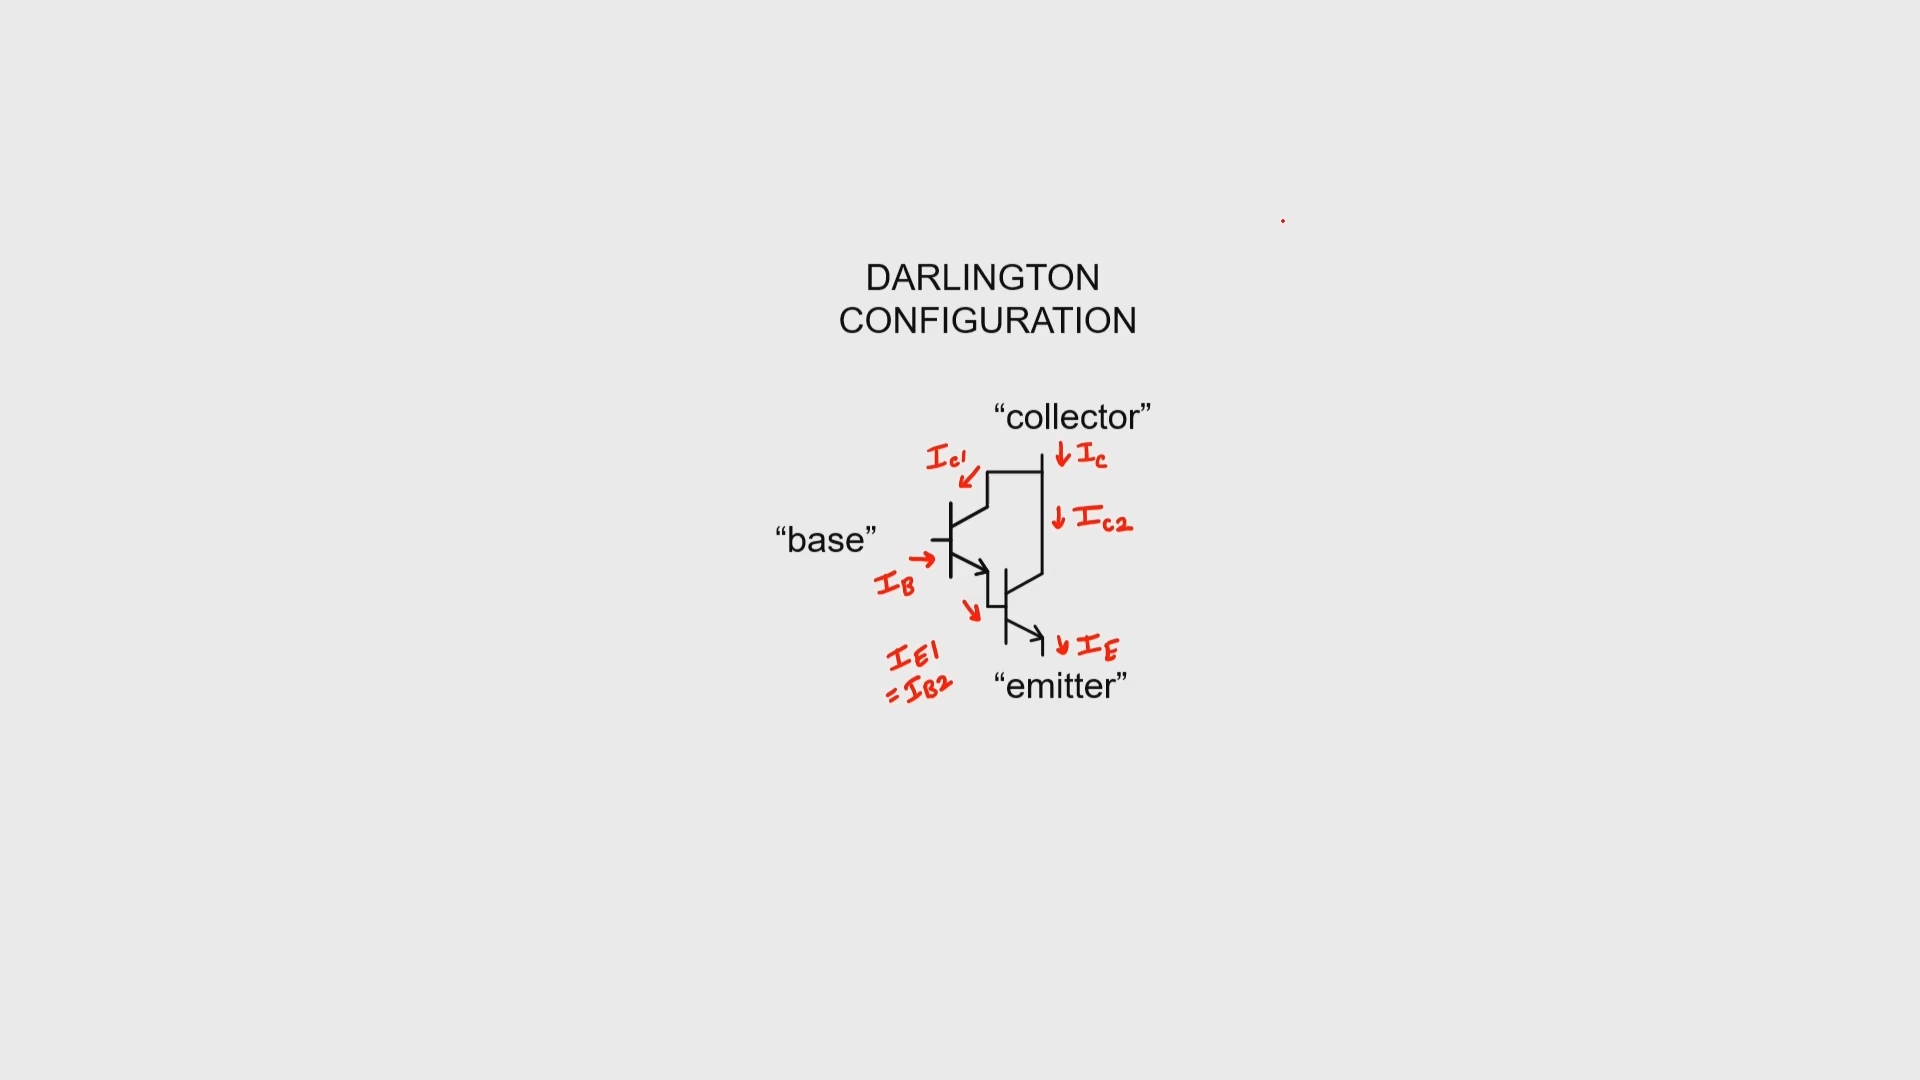 DARLINGTON
CONFIGURATION
“collector”
↓ IC
IC1
↓ IC2
“base”
→
IB
IE1
= IB2
↓ IE
“emitter”